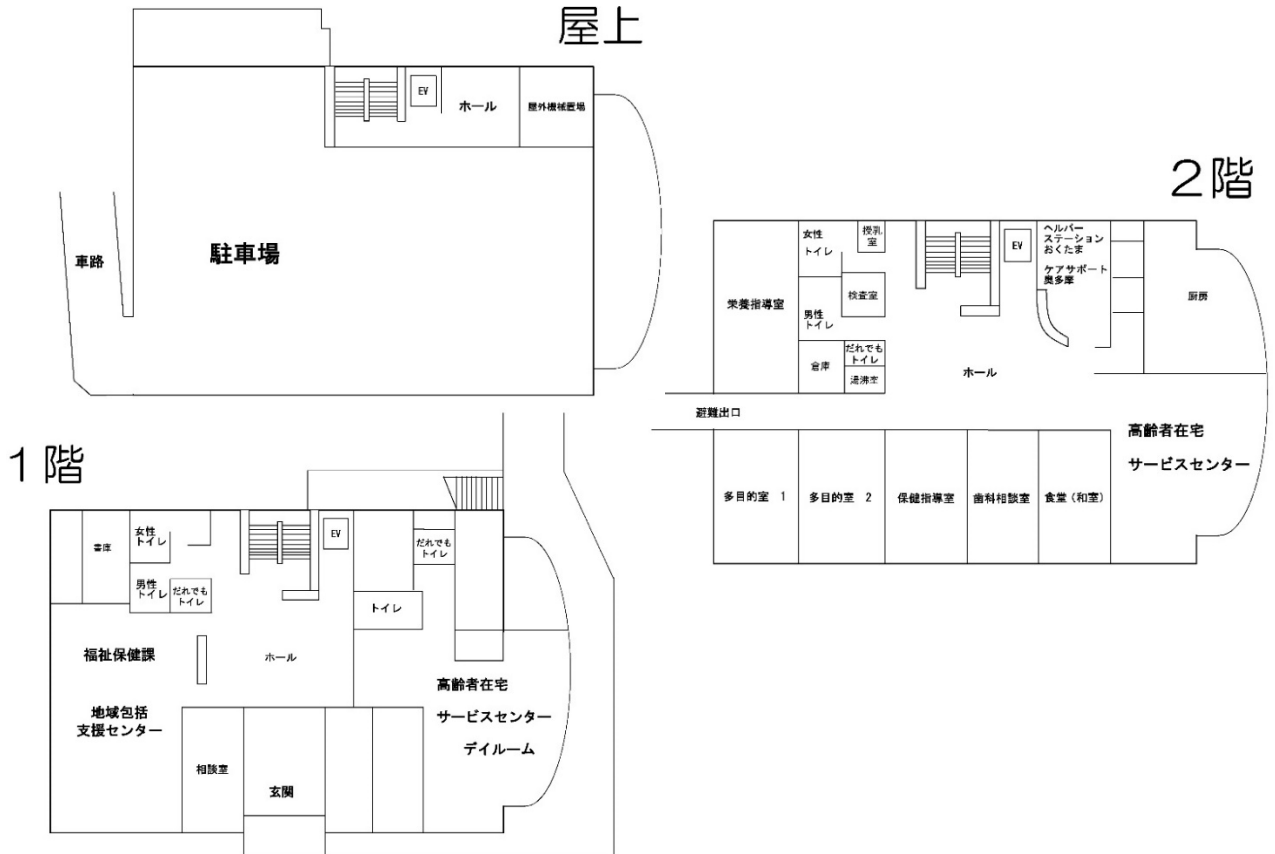 屋上
EV
ホール
屋外機械置場
駐車場
車路
2階
女性
トイレ
授乳
室
EV
ヘルパー
ステーション
おくたま
ケアサポート
奥多摩
厨房
栄養指導室
検査室
男性
トイレ
倉庫
だれでも
トイレ
湯沸室
ホール
避難出口
高齢者在宅
サービスセンター
多目的室 1
多目的室 2
保健指導室
歯科相談室
食堂(和室)
1階
書庫
女性
トイレ
EV
だれでも
トイレ
男性
トイレ
だれでも
トイレ
トイレ
福祉保健課
ホール
地域包括
支援センター
高齢者在宅
サービスセンター
デイルーム
相談室
玄関